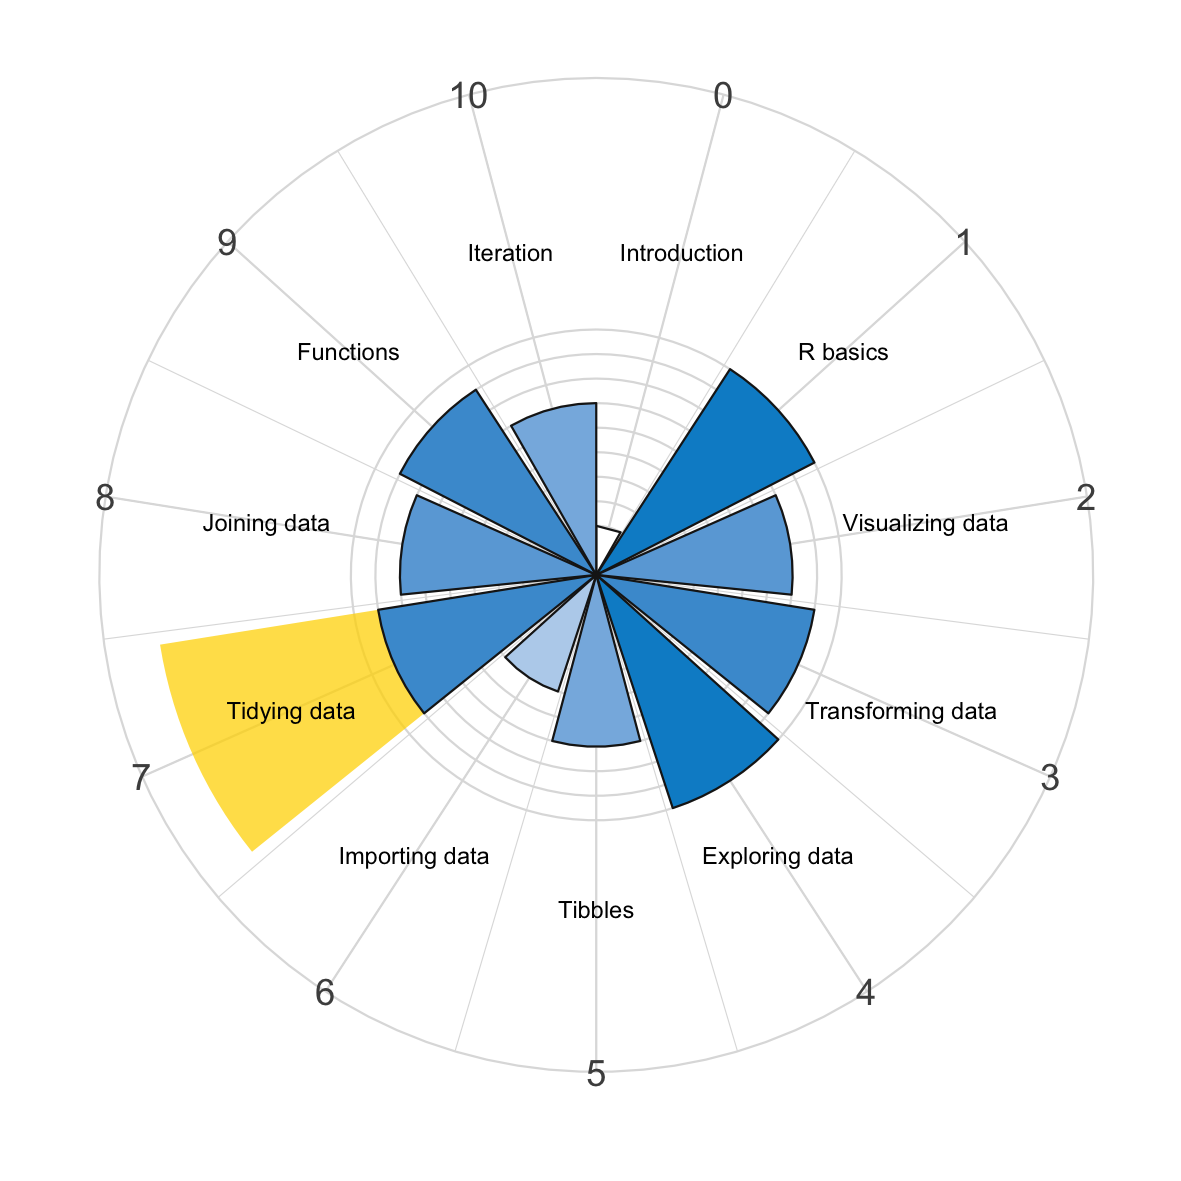 10
0
9
1
Iteration
Introduction
Functions
R basics
8
2
Joining data
Visualizing data
Tidying data
Transforming data
7
3
Importing data
Exploring data
Tibbles
6
4
5